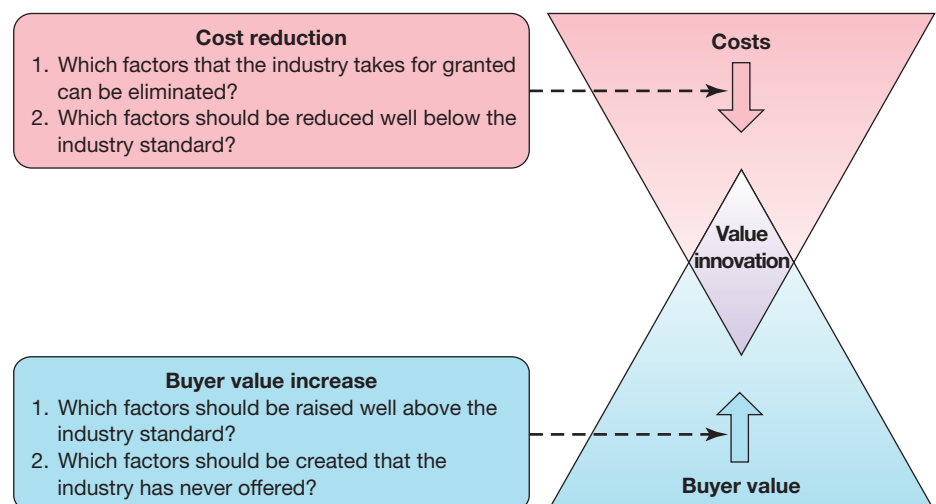 Cost reduction
1. Which factors that the industry takes for granted
can be eliminated?
2. Which factors should be reduced well below the
industry standard?
Costs
Value
innovation
Buyer value increase
1. Which factors should be raised well above the
industry standard?
2. Which factors should be created that the
industry has never offered?
Buyer value